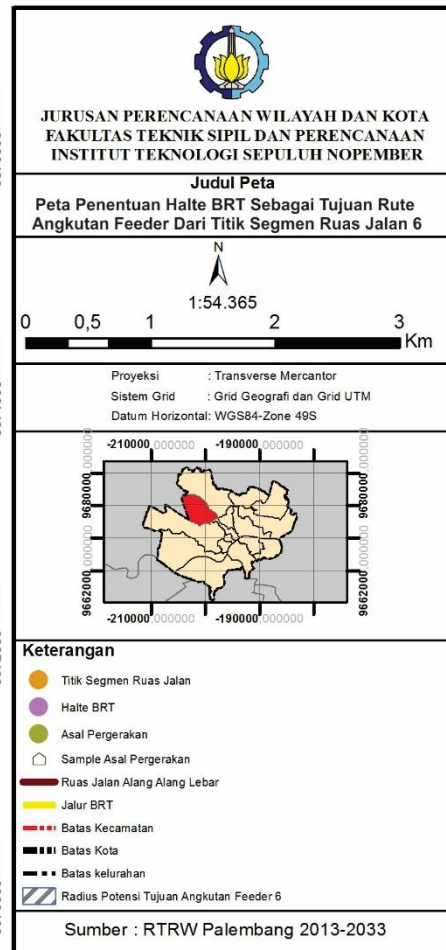 JURUSAN PERENCANAAN WILAYAH DAN KOTA
FAKULTAS TEKNIK SIPIL DAN PERENCANAAN
INSTITUT TEKNOLOGI SEPULUH NOPEMBER
Judul Peta
Peta Penentuan Halte BRT Sebagai Tujuan Rute
Angkutan Feeder Dari Titik Segmen Ruas Jalan 6
N
1:54.365
0 0,5 1 2 3
Km
Proyeksi : Transverse Mercantor
Sistem Grid : Grid Geografi dan Grid UTM
Datum Horizontal: WGS84-Zone 49S
-210000,000000 -190000,000000
9680000,000000 9680000,000000
9662000,000000 9662000,000000
-210000,000000 -190000,000000
Keterangan
Titik Segmen Ruas Jalan
Halte BRT
Asal Pergerakan
Sample Asal Pergerakan
Ruas Jalan Alang Alang Lebar
Jalur BRT
Batas Kecamatan
Batas Kota
Batas kelurahan
Radius Potensi Tujuan Angkutan Feeder 6
Sumber : RTRW Palembang 2013-2033